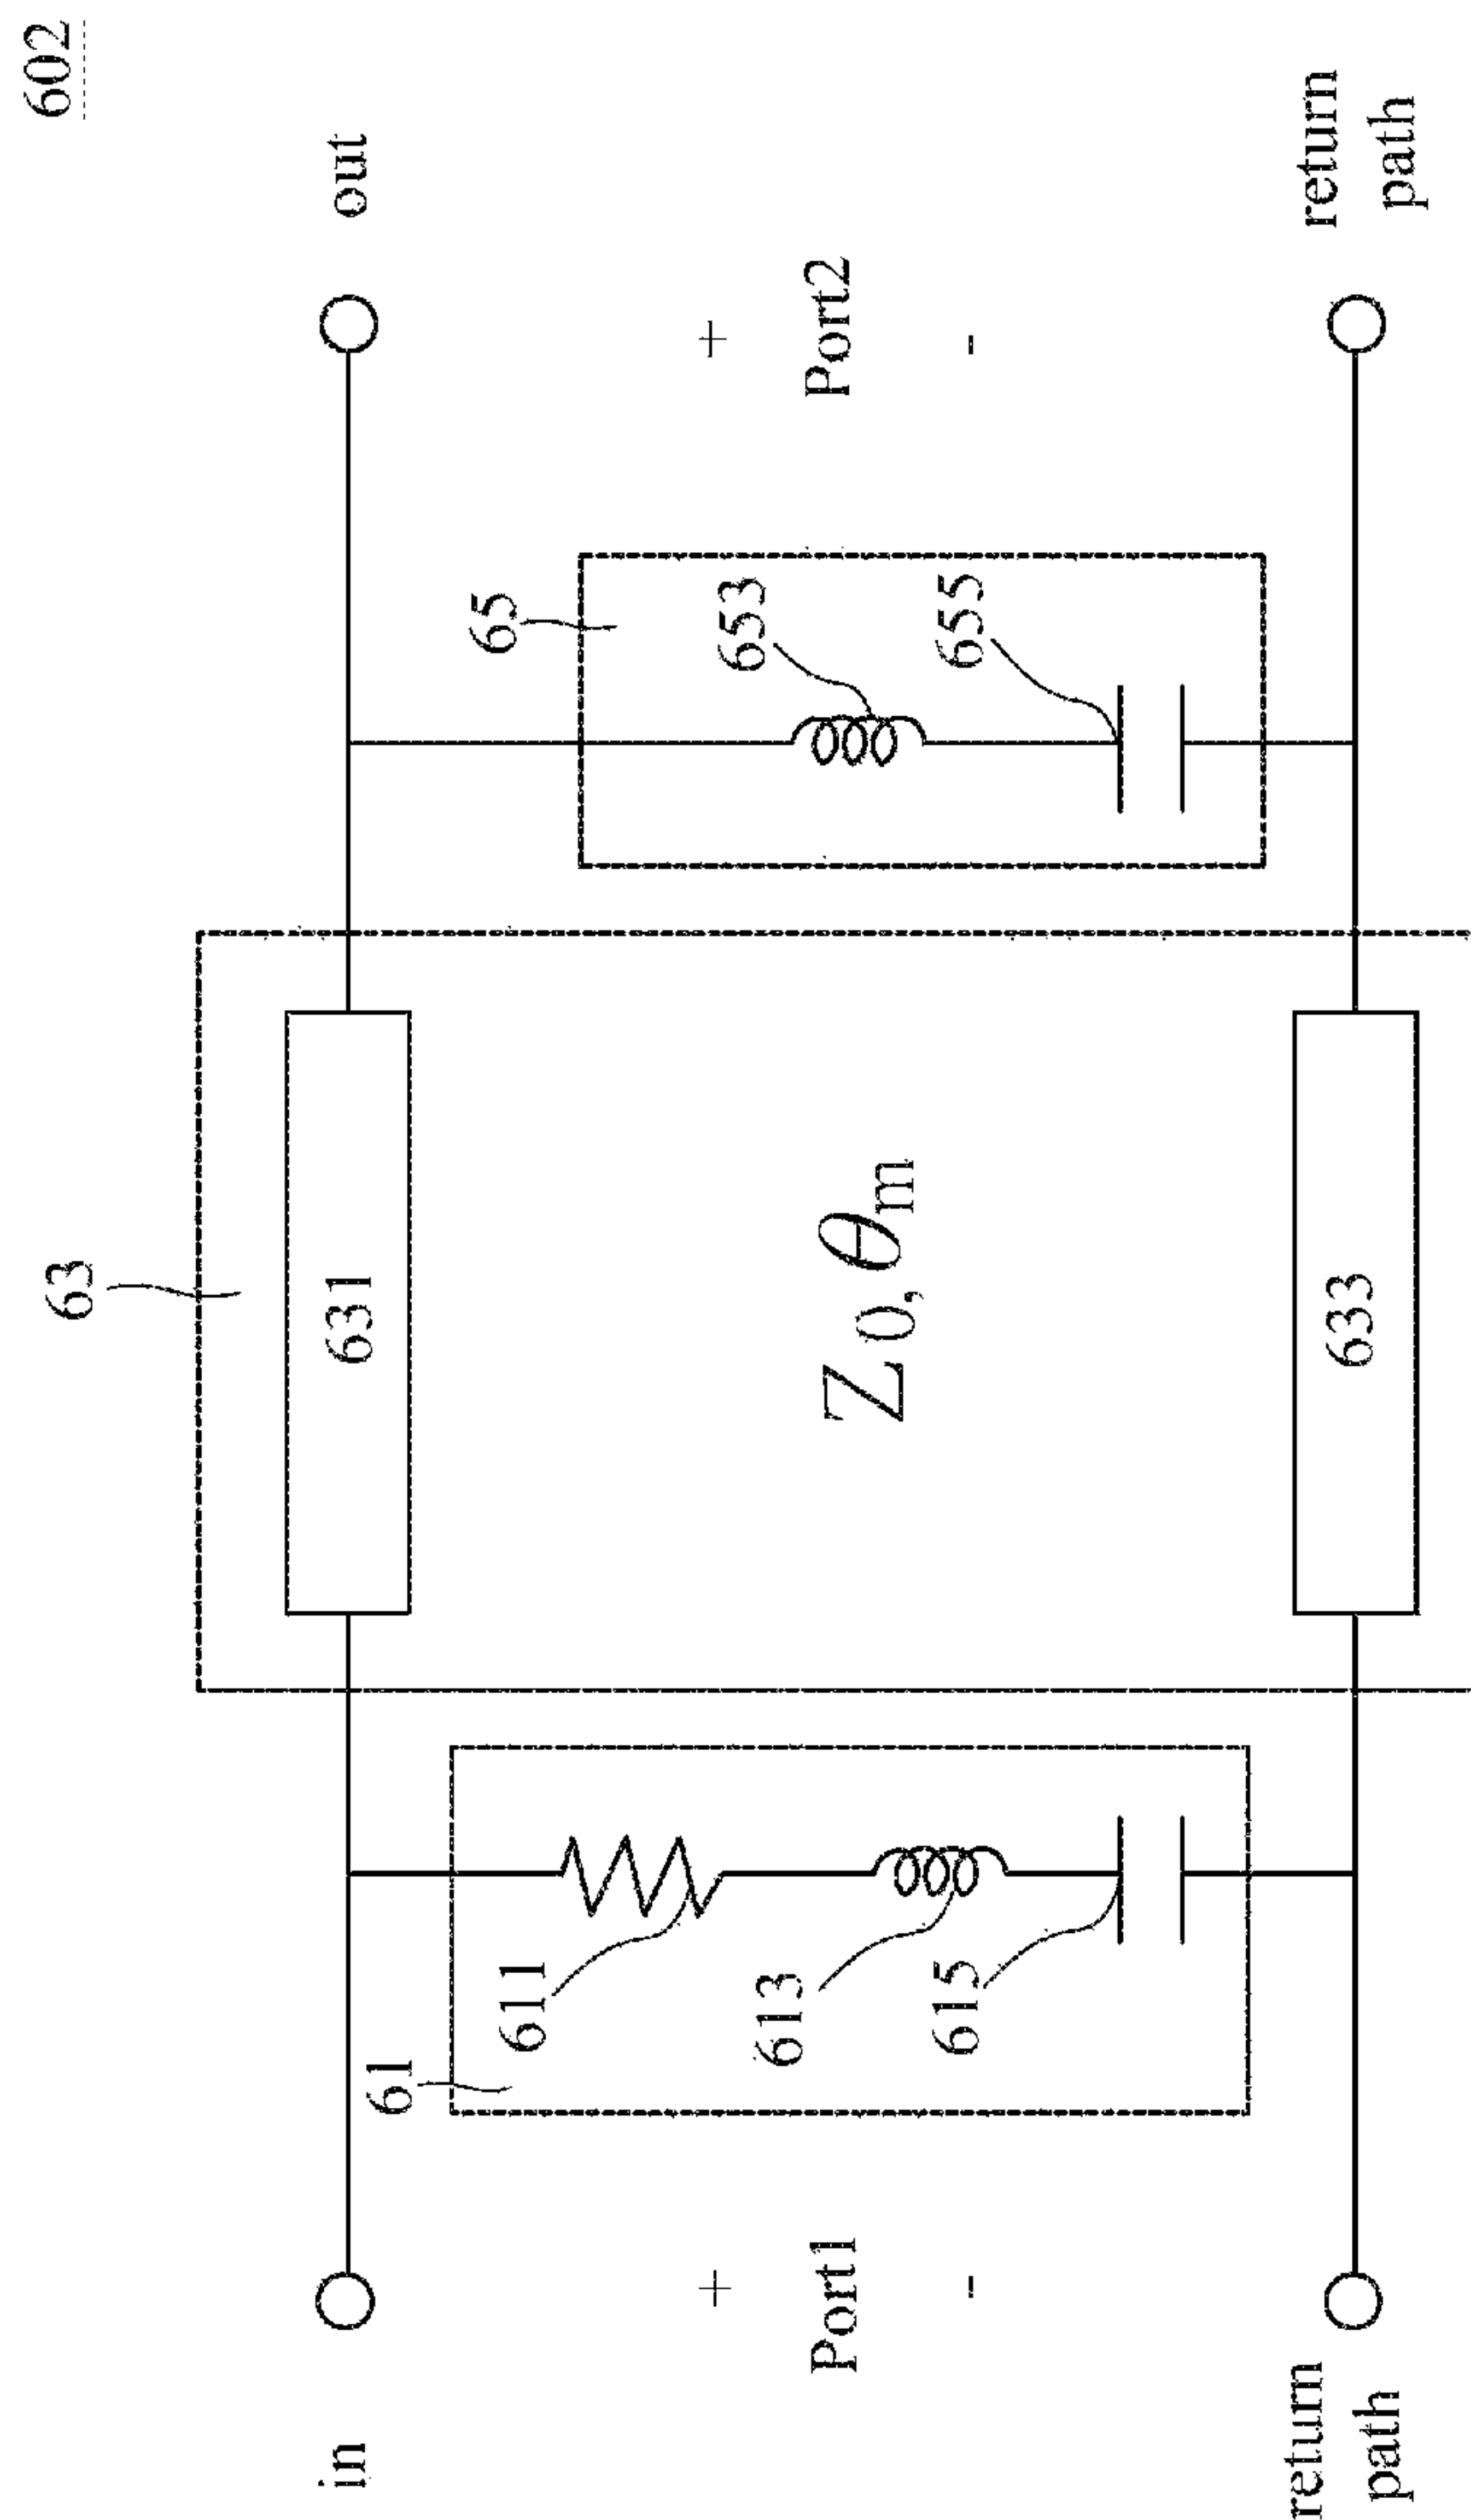 602
63
in
631
out
61
611
613
615
65
653
655
+
Port1
-
Z0, θm
+
Port2
-
633
return
path
return
path